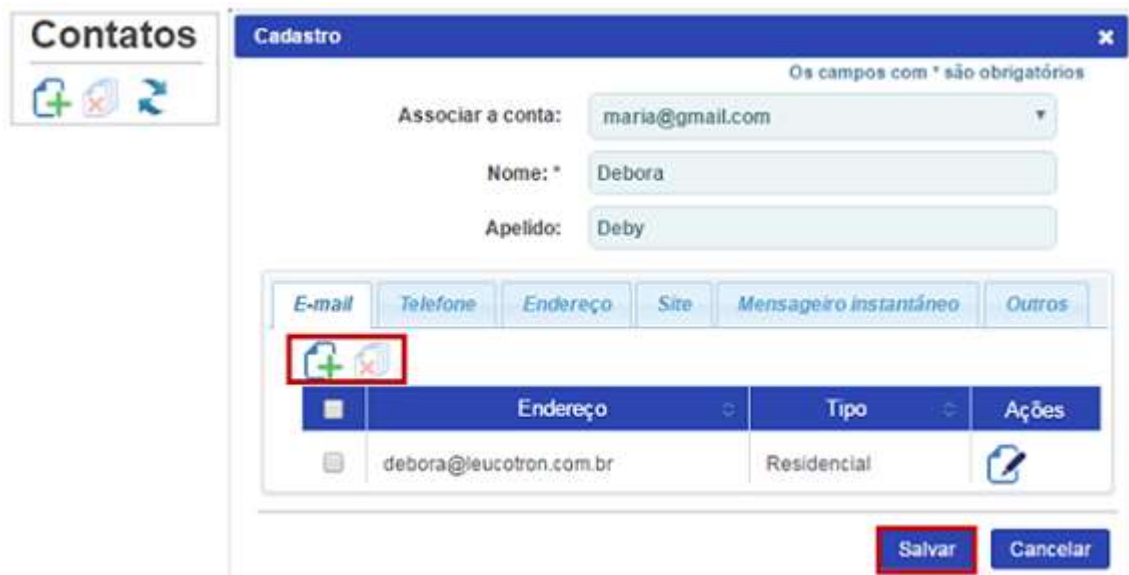 Contatos
Cadastro
Os campos com * são obrigatórios
Associar a conta: maria@gmail.com
Nome: * Debora
Apelido: Deby
E-mail Telefone Endereço Site Mensageiro instantâneo Outros
Endereço Tipo Ações
debora@leucotron.com.br Residencial
Salvar Cancelar